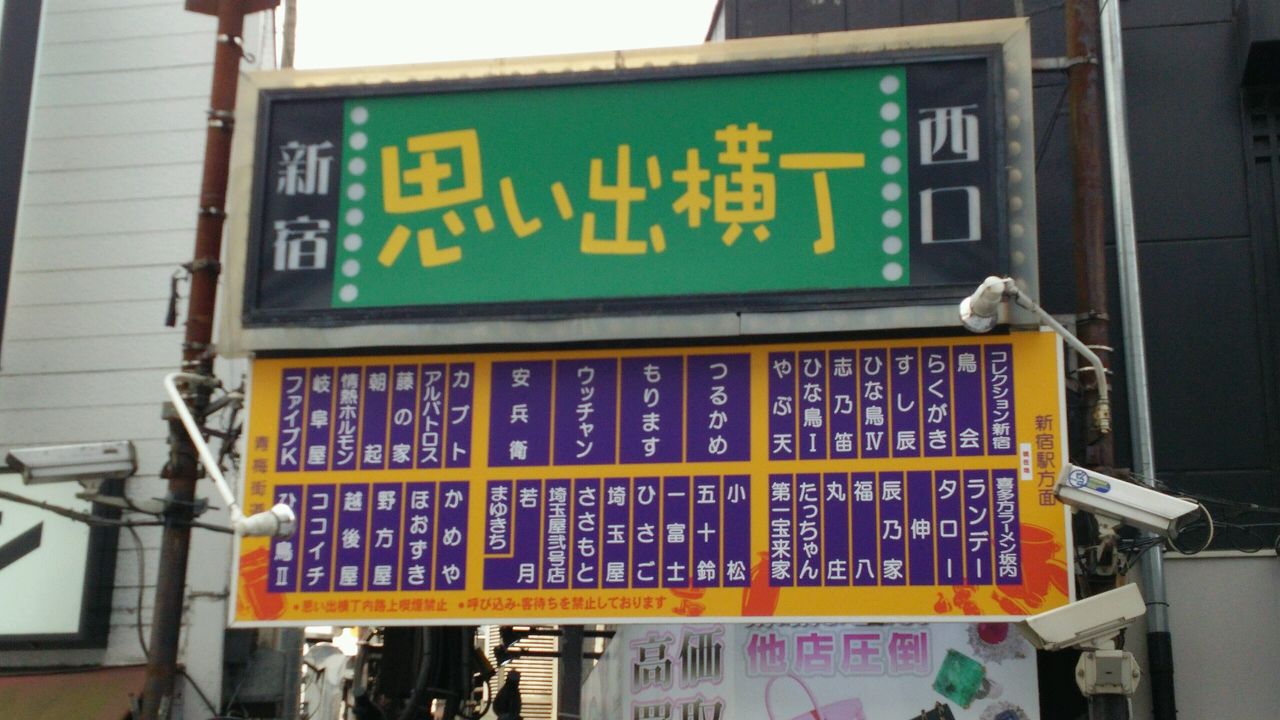 新宿
思い出横丁
西口
コレクション新宿
鳥会
らくがき
すし辰
ひな鳥Ⅳ
志乃笛
ひな鳥Ⅰ
やぶ天
つるかめ
もります
ウッチャン
安兵衛
カブト
アルバトロス
藤の家
朝起
情熱ホルモン
岐阜屋
ファイブK
新宿駅方面
喜多方ラーメン坂内
ランデー
タロー
伸
辰乃家
福八
丸庄
たっちゃん
第一宝来家
小松
五十鈴
一富士
ひさご
埼玉屋
ささもと
埼玉屋弐号店
若月
まゆきち
かめや
ほおずき
野方屋
越後屋
ココイチ
鳥Ⅱ
青梅街
•思い出横丁内路上喫煙禁止 •呼び込み・客待ちを禁止しております
高価
買取
他店圧倒